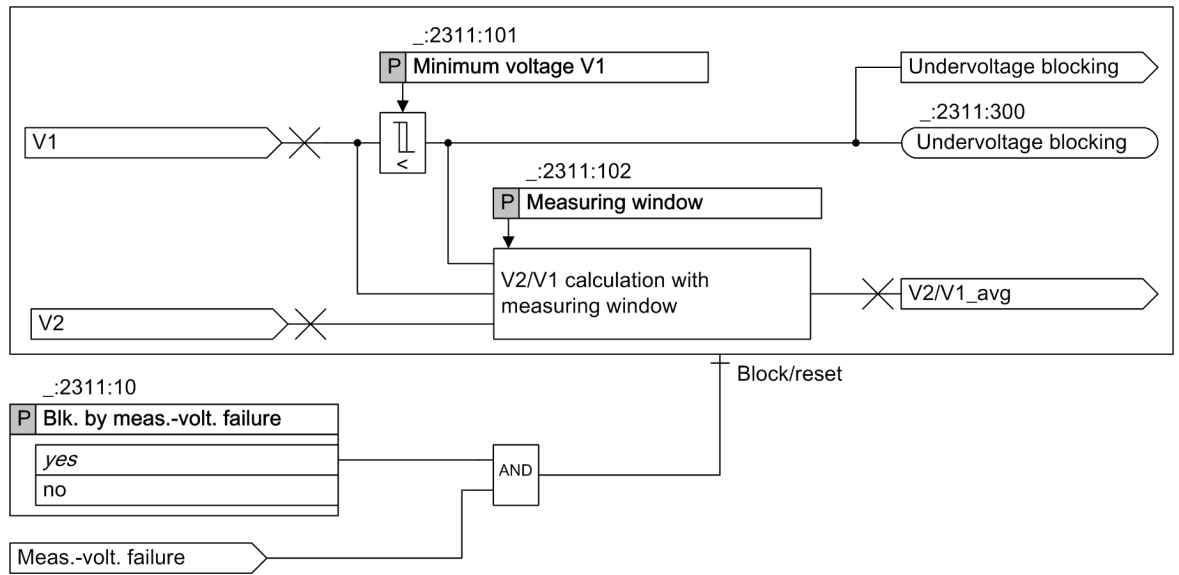 _:2311:101
P Minimum voltage V1
Undervoltage blocking
_:2311:300
V1
<
Undervoltage blocking
_:2311:102
P Measuring window
V2/V1 calculation with
measuring window
V2/V1_avg
V2
Block/reset
_:2311:10
P Blk. by meas.-volt. failure
yes
AND
no
Meas.-volt. failure